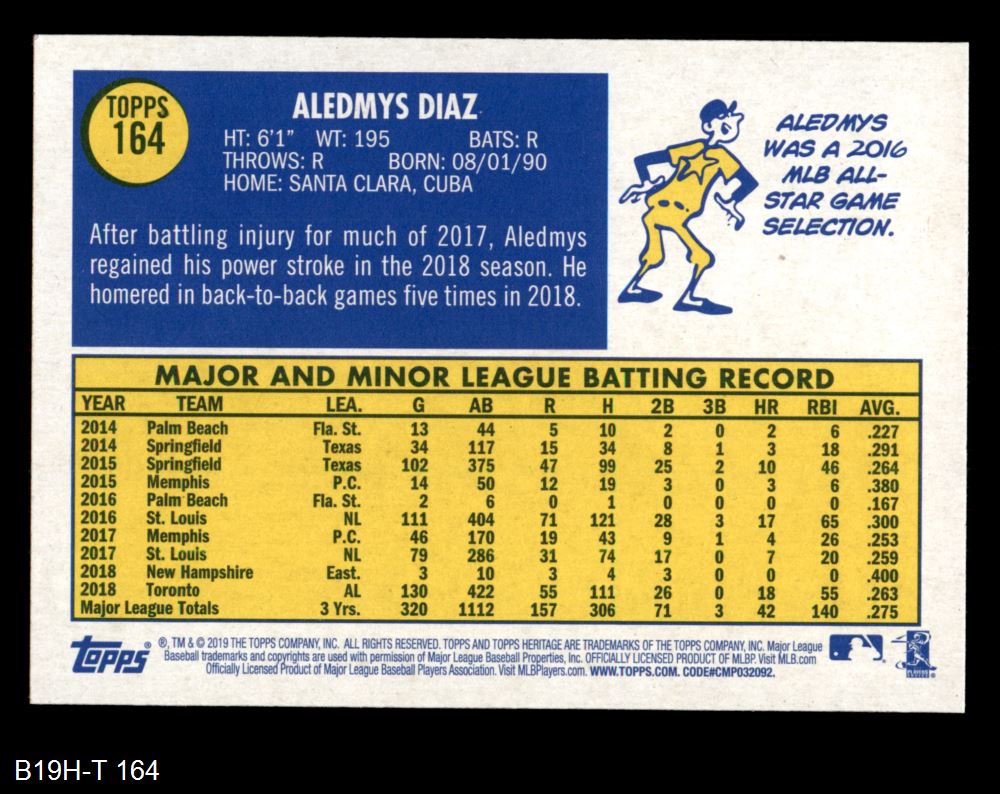 TOPPS
164
ALEDMYS DIAZ
HT: 6'1" WT: 195 BATS: R
THROWS: R BORN: 08/01/90
HOME: SANTA CLARA, CUBA
After battling injury for much of 2017, Aledmys
regained his power stroke in the 2018 season. He
homered in back-to-back games five times in 2018.
ALEDMYS
WAS A 2016
MLB ALL-
STAR GAME
SELECTION.
MAJOR AND MINOR LEAGUE BATTING RECORD
YEAR TEAM LEA. G AB R H 2B 3B HR RBI AVG.
2014 Palm Beach Fla. St. 13 44 5 10 2 0 2 6 .227
2014 Springfield Texas 34 117 15 34 8 1 3 18 .291
2015 Springfield Texas 102 375 47 99 25 2 10 46 .264
2015 Memphis P.C. 14 50 12 19 3 0 3 6 .380
2016 Palm Beach Fla. St. 2 6 0 1 0 0 0 0 .167
2016 St. Louis NL 111 404 71 121 28 3 17 65 .300
2017 Memphis P.C. 46 170 19 43 9 1 4 26 .253
2017 St. Louis NL 79 286 31 74 17 0 7 20 .259
2018 New Hampshire East. 3 10 3 4 3 0 0 0 .400
2018 Toronto AL 130 422 55 111 26 0 18 55 .263
Major League Totals 3 Yrs. 320 1112 157 306 71 3 42 140 .275
Topps ®, TM & © 2019 THE TOPPS COMPANY, INC. ALL RIGHTS RESERVED. TOPPS AND TOPPS HERITAGE ARE TRADEMARKS OF THE TOPPS COMPANY, INC. Major League
Baseball trademarks and copyrights are used with permission of Major League Baseball Properties, Inc. OFFICIALLY LICENSED PRODUCT OF MLBP. Visit MLB.com
Officially Licensed Product of Major League Baseball Players Association. Visit MLBPlayers.com. WWW.TOPPS.COM. CODE#CMP032092.
B19H-T 164